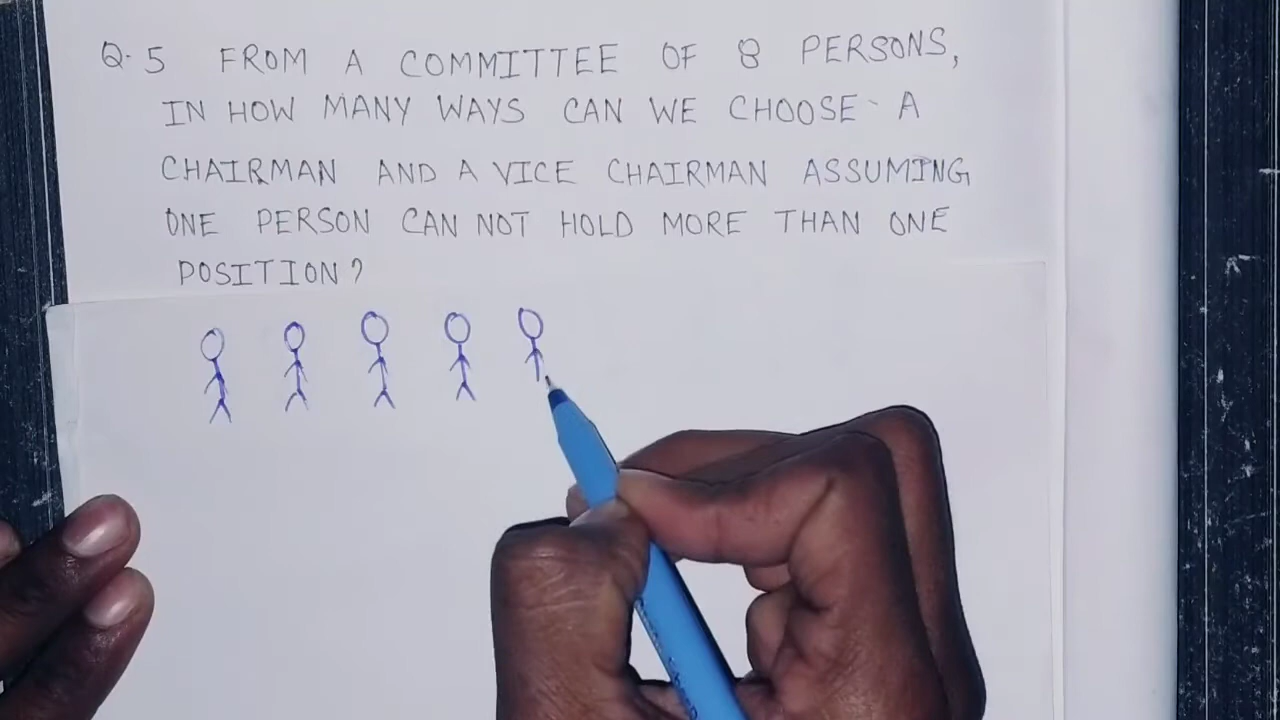 Q.5 FROM A COMMITTEE OF 8 PERSONS,
IN HOW MANY WAYS CAN WE CHOOSE A
CHAIRMAN AND A VICE CHAIRMAN ASSUMING
ONE PERSON CAN NOT HOLD MORE THAN ONE
POSITION?